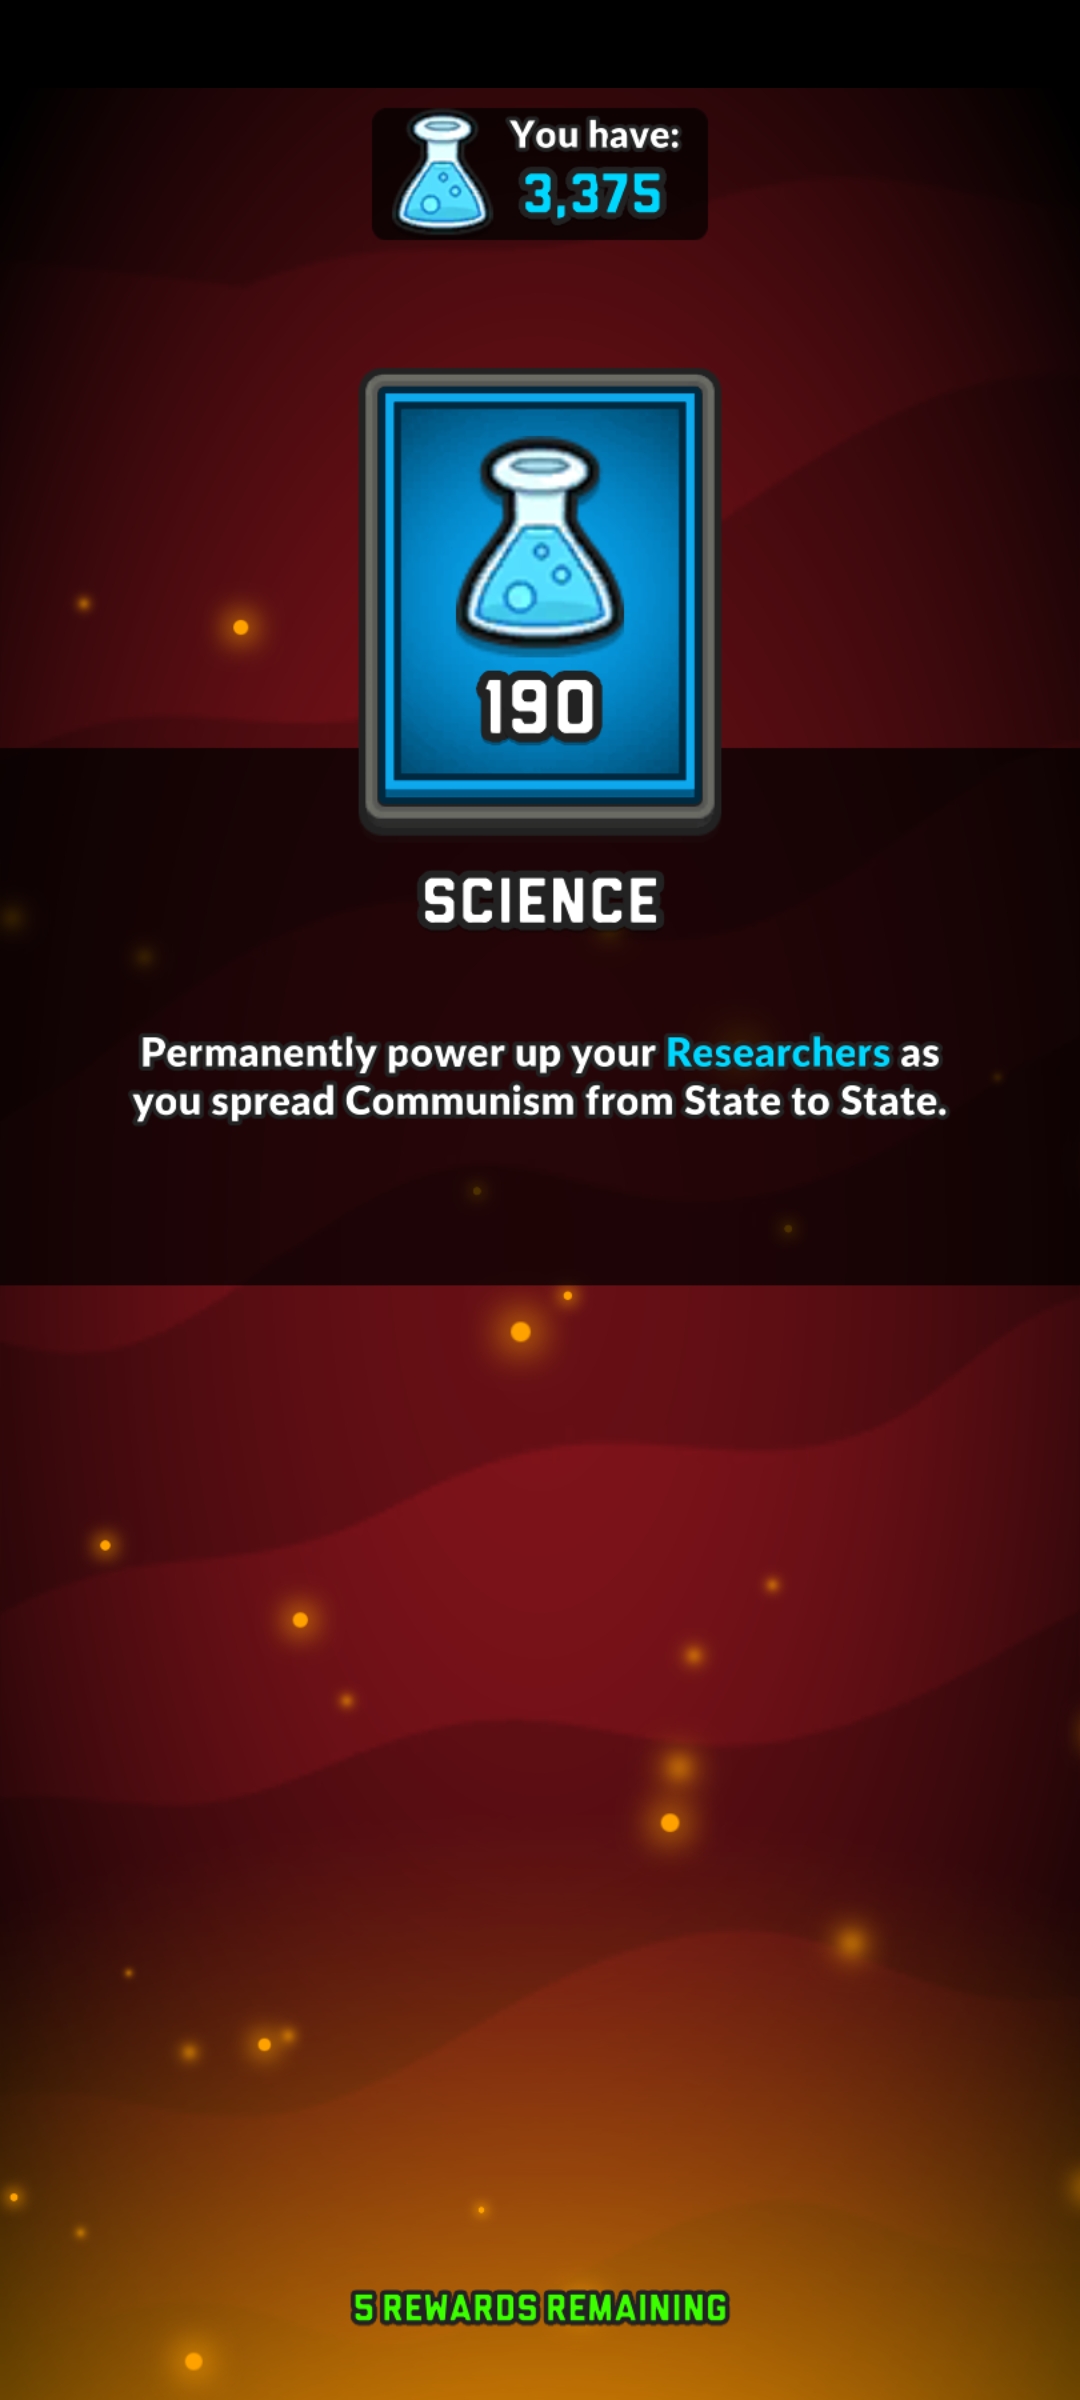 You have:
3,375
190
SCIENCE
Permanently power up your Researchers as
you spread Communism from State to State.
5 REWARDS REMAINING